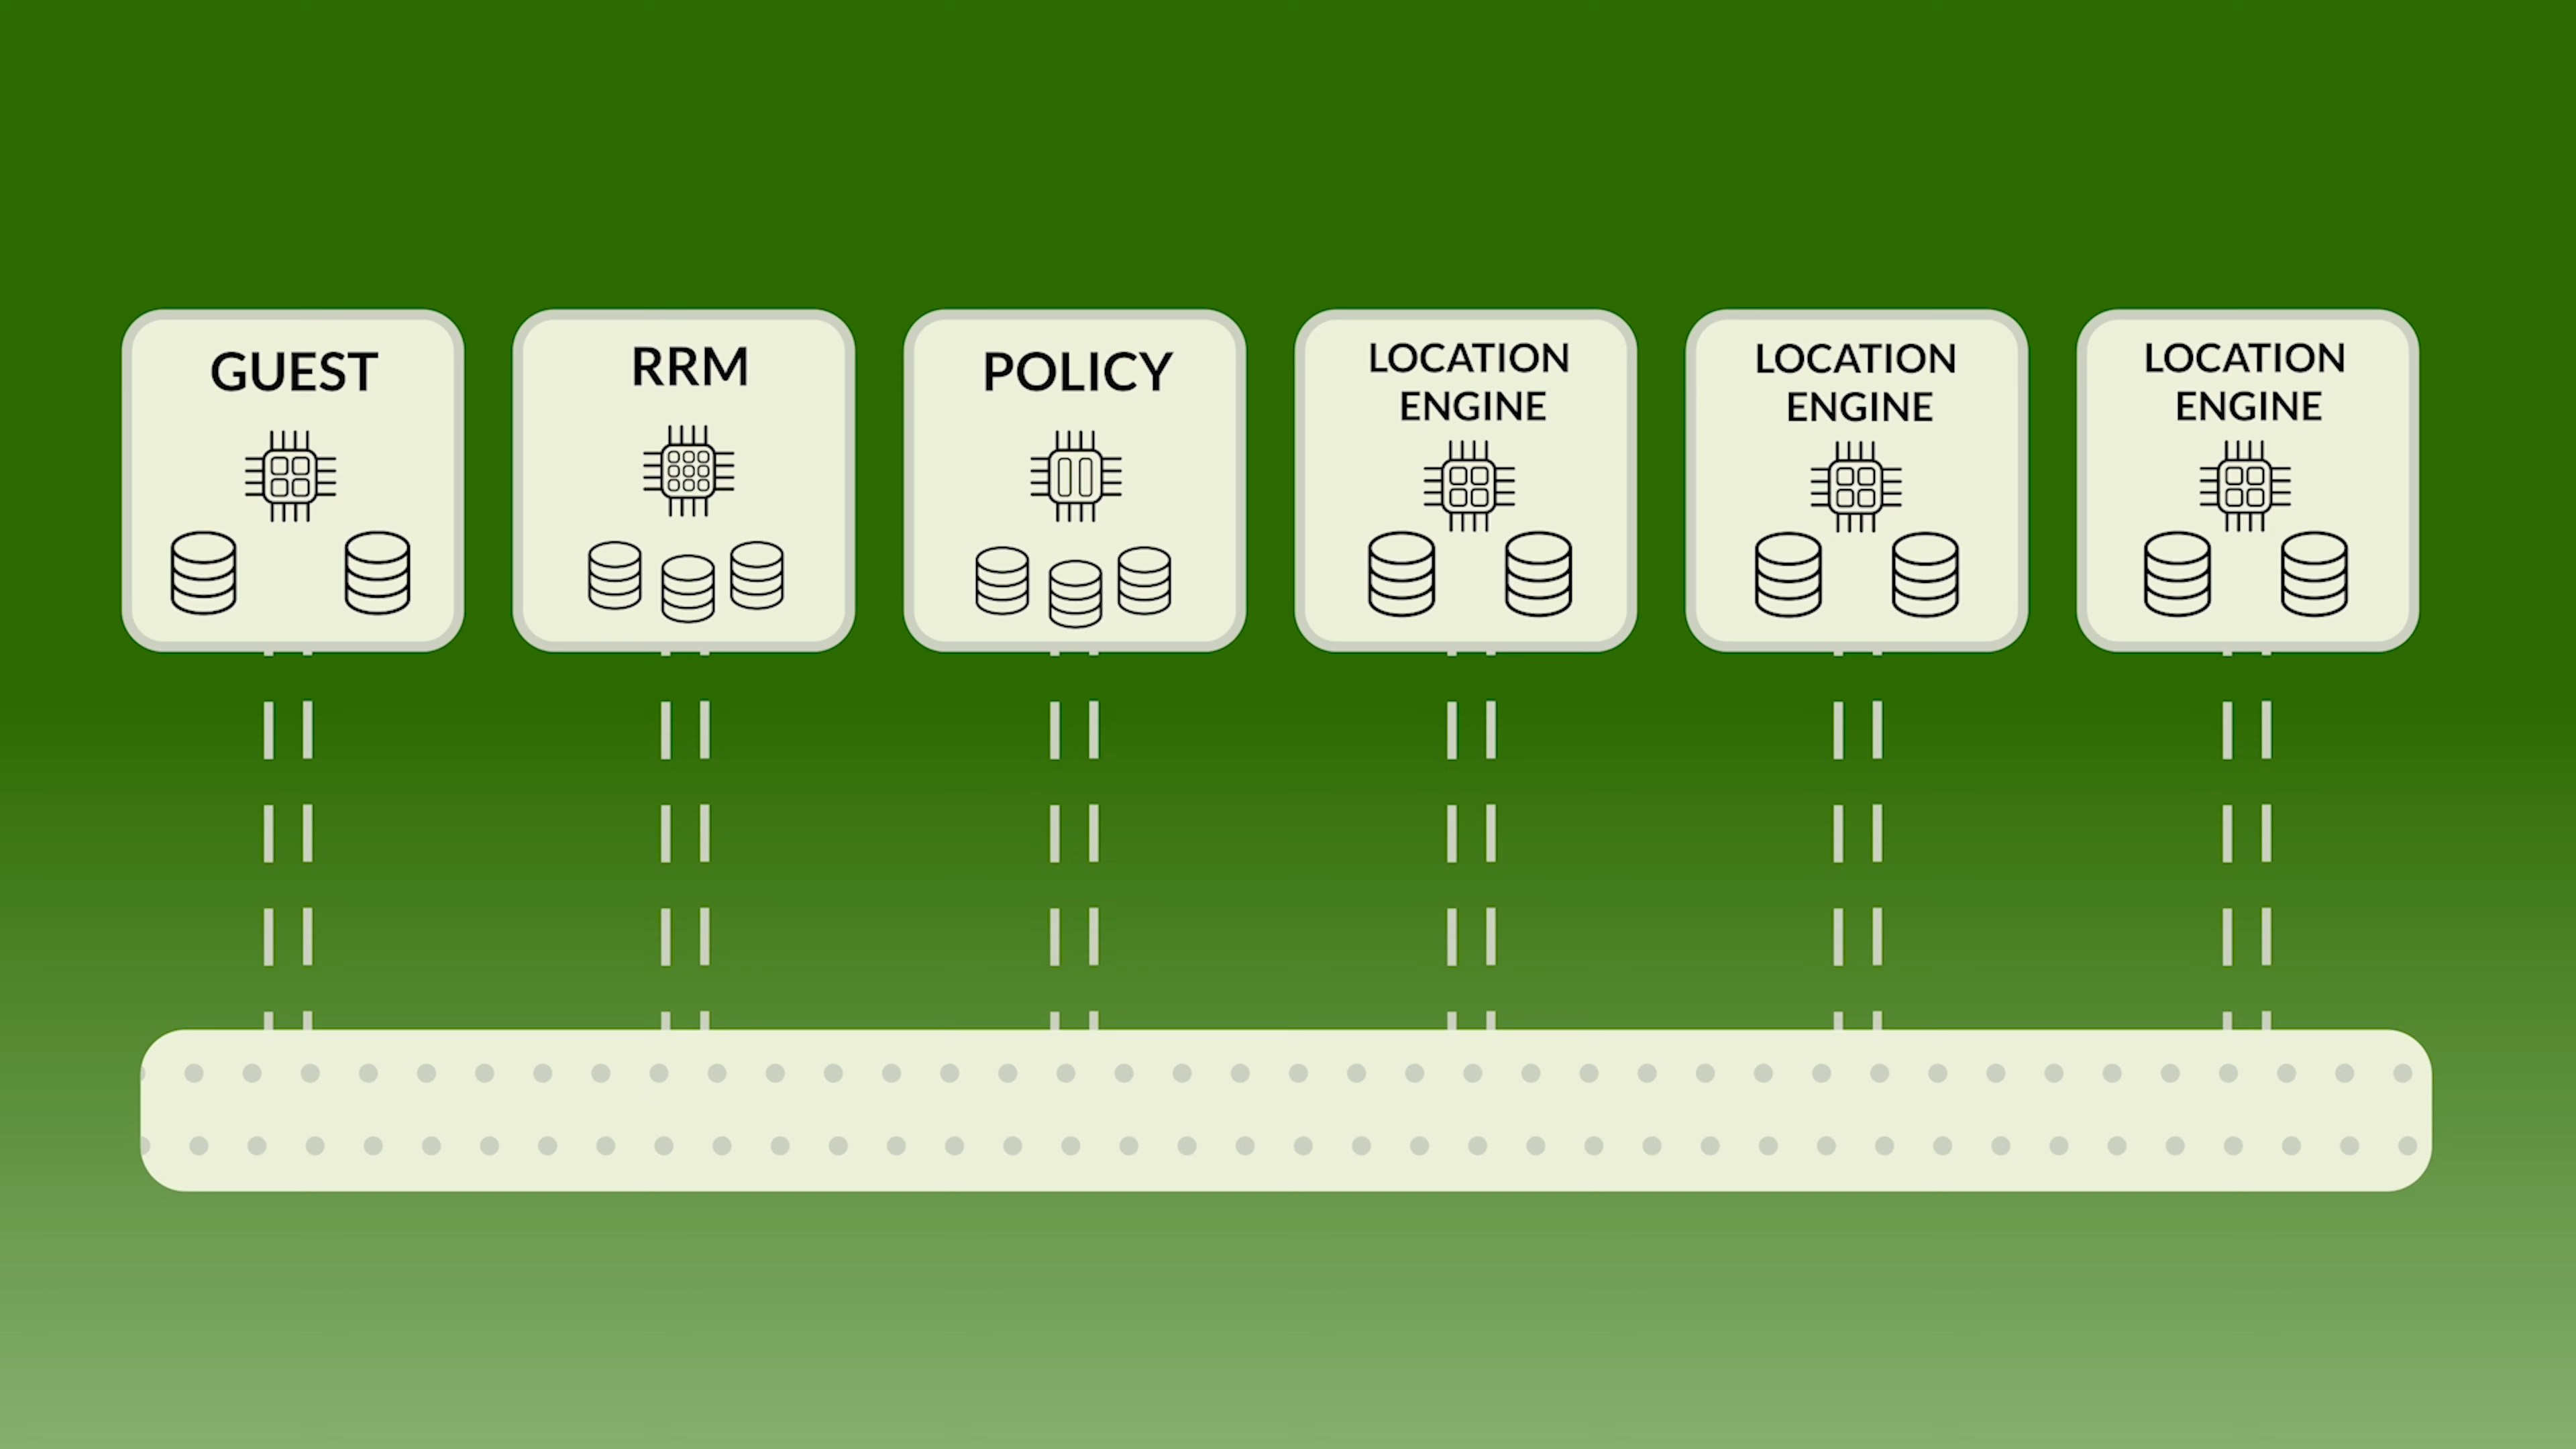 GUEST
RRM
POLICY
LOCATION
ENGINE
LOCATION
ENGINE
LOCATION
ENGINE